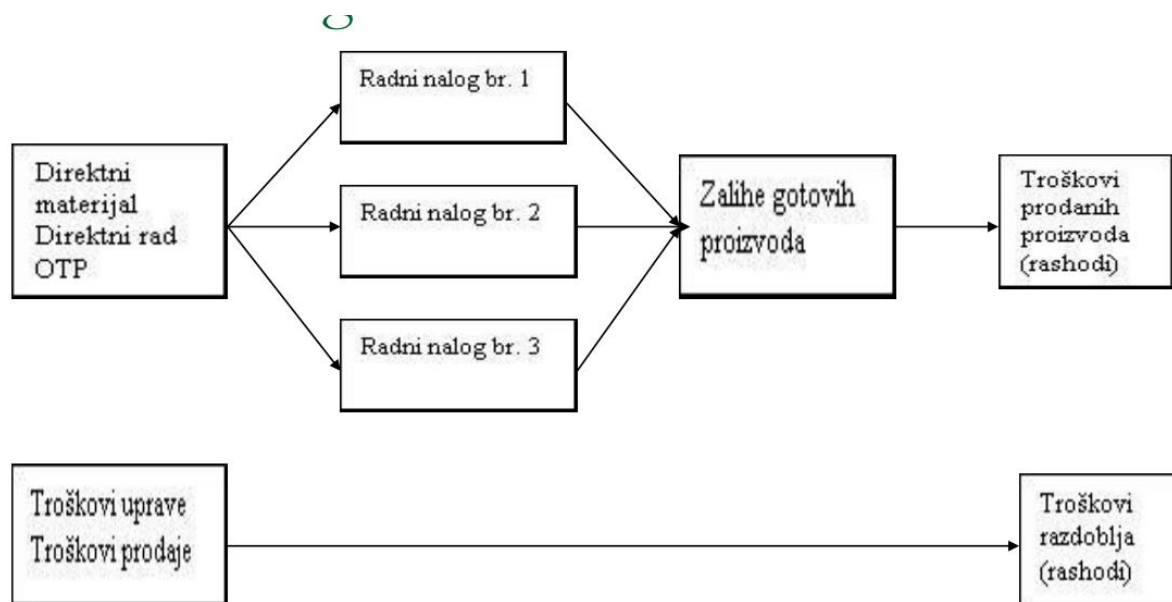 Radni nalog br. 1
Direktni
materijal
Direktni rad
OTP
Radni nalog br. 2
Radni nalog br. 3
Zalihe gotovih
proizvoda
Troškovi
prodanih
proizvoda
(rashodi)
Troškovi uprave
Troškovi prodaje
Troškovi
razdoblja
(rashodi)